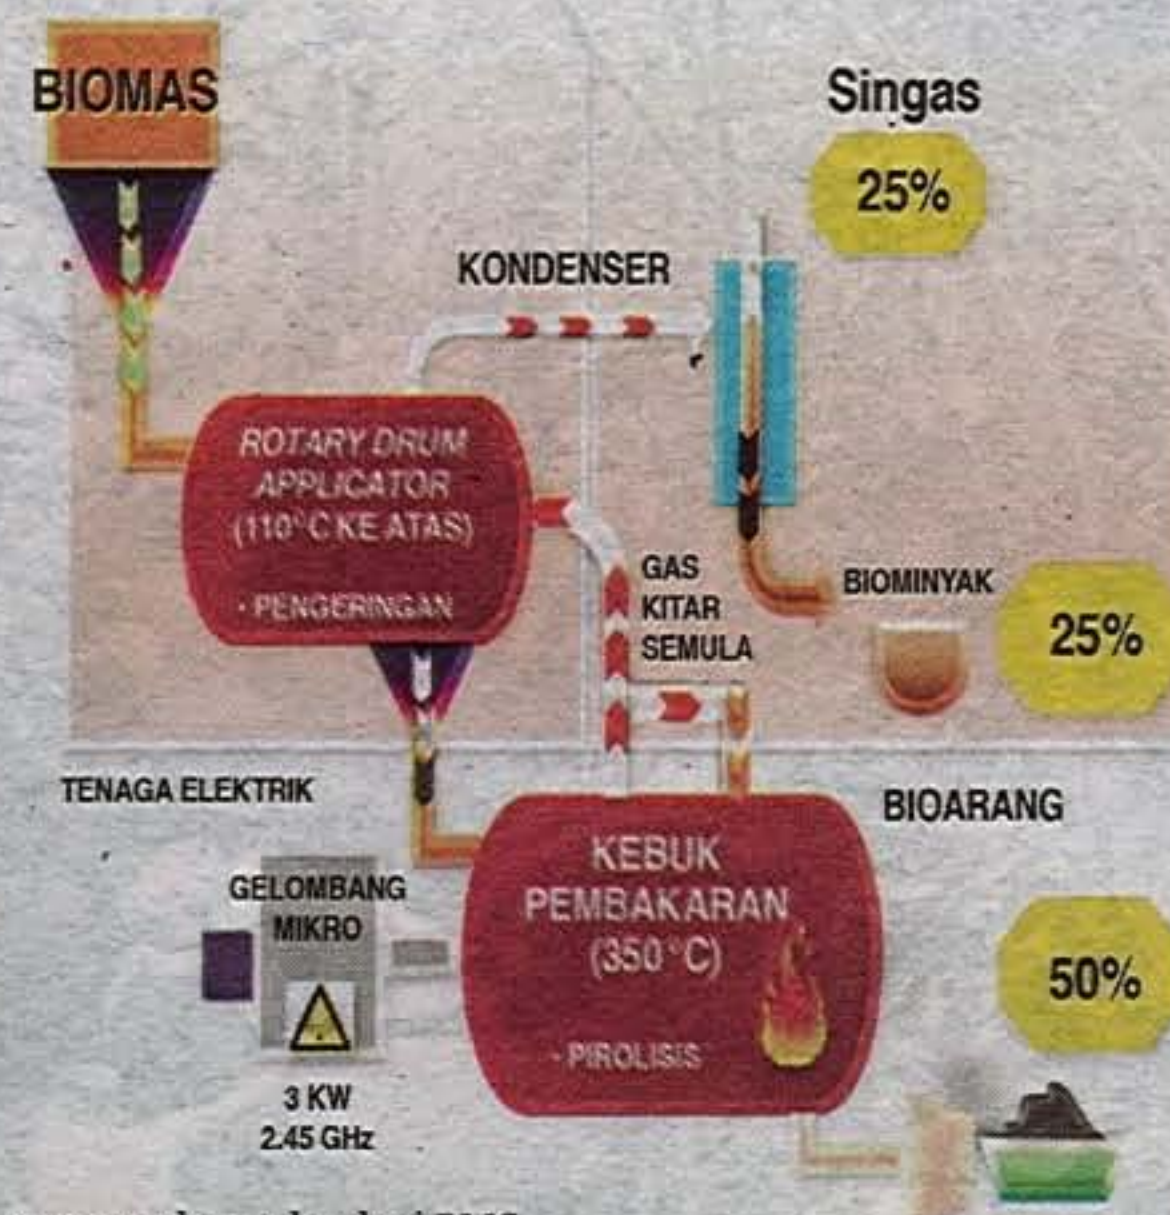 BIOMAS
Singas
25%
KONDENSER
ROTARY DRUM
APPLICATOR
(110°C KE ATAS)
• PENGERINGAN
GAS
KITAR
SEMULA
BIOMINYAK
25%
TENAGA ELEKTRIK
BIOARANG
GELOMBANG
MIKRO
KEBUK
PEMBAKARAN
(350°C)
- PIROLISIS
50%
3 KW
2.45 GHz